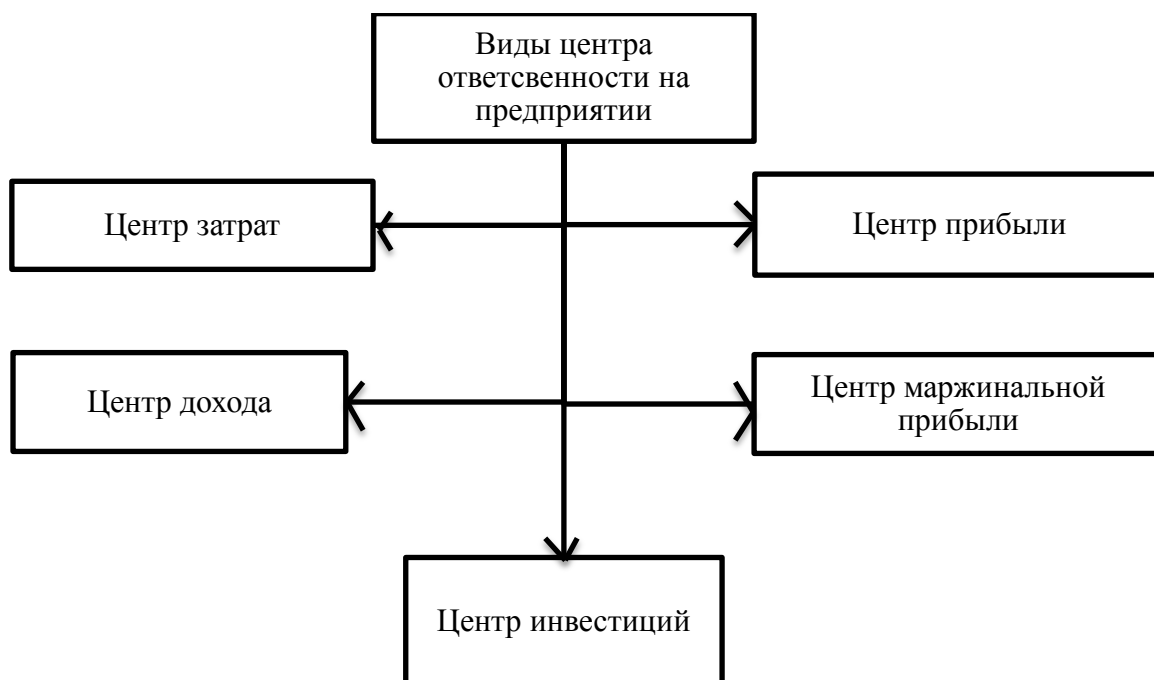 Виды центра
ответсвенности на
предприятии
Центр затрат
Центр прибыли
Центр дохода
Центр маржинальной
прибыли
Центр инвестиций